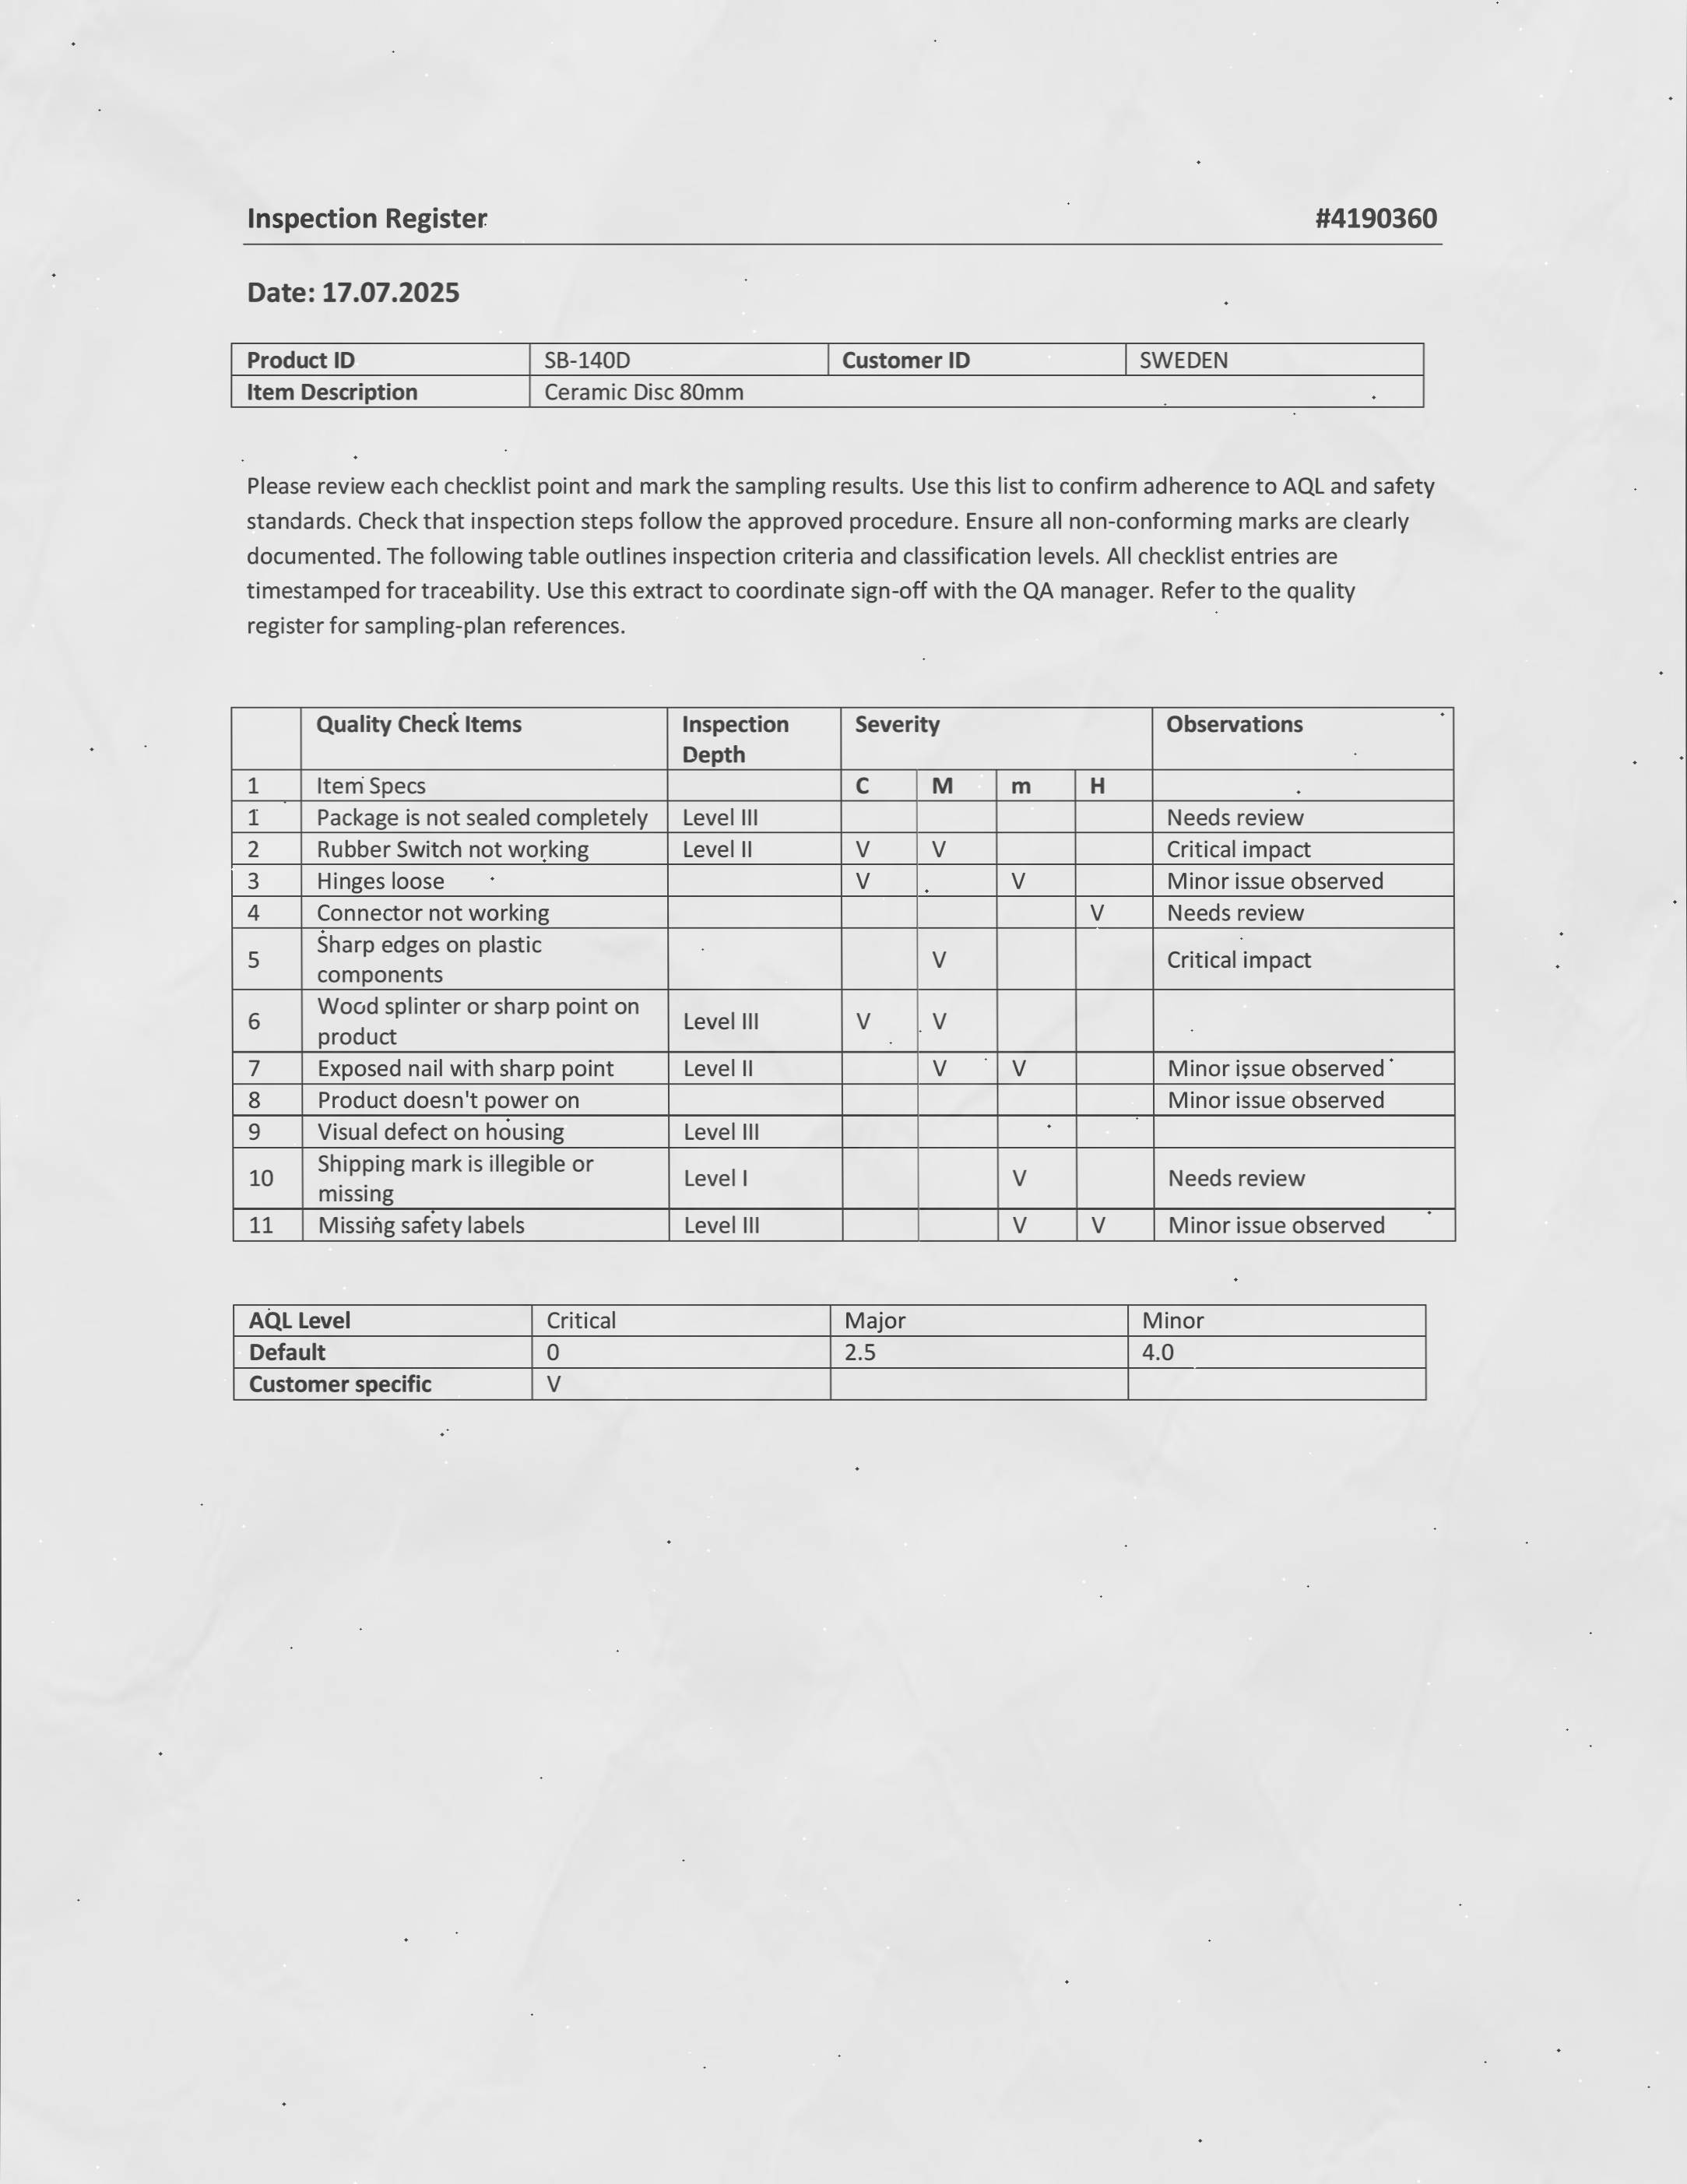 Inspection Register #4190360
Date: 17.07.2025
Product ID SB-140D Customer ID SWEDEN
Item Description Ceramic Disc 80mm
Please review each checklist point and mark the sampling results. Use this list to confirm adherence to AQL and safety
standards. Check that inspection steps follow the approved procedure. Ensure all non-conforming marks are clearly
documented. The following table outlines inspection criteria and classification levels. All checklist entries are
timestamped for traceability. Use this extract to coordinate sign-off with the QA manager. Refer to the quality
register for sampling-plan references.
Quality Check Items Inspection Depth Severity Observations
1 Item Specs C M m H
1 Package is not sealed completely Level III Needs review
2 Rubber Switch not working Level II V V Critical impact
3 Hinges loose V V Minor issue observed
4 Connector not working V Needs review
5 Sharp edges on plastic components V Critical impact
6 Wood splinter or sharp point on product Level III V V
7 Exposed nail with sharp point Level II V V Minor issue observed
8 Product doesn't power on Minor issue observed
9 Visual defect on housing Level III
10 Shipping mark is illegible or missing Level I V Needs review
11 Missing safety labels Level III V V Minor issue observed
AQL Level Critical Major Minor
Default 0 2.5 4.0
Customer specific V